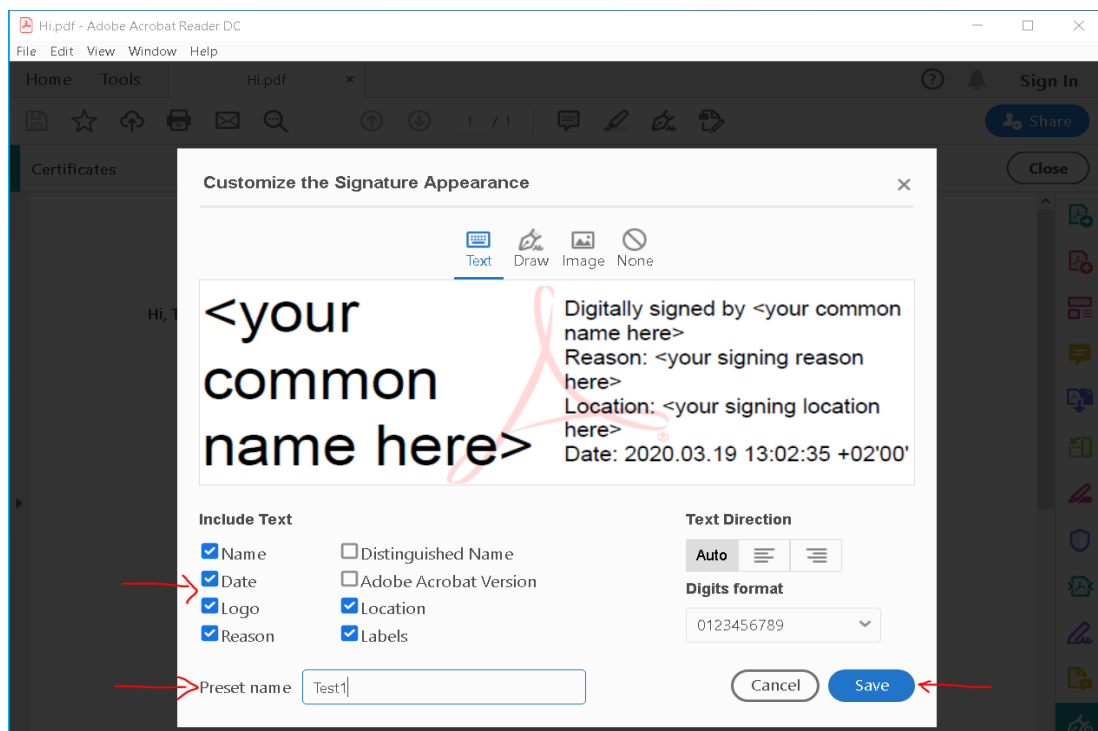 Hi.pdf - Adobe Acrobat Reader DC
File Edit View Window Help
Home Tools Hi.pdf × ? Sign In
1 / 1 Share
Certificates Close
Hi, T
Customize the Signature Appearance
Text Draw Image None
<your
common
name here>
Digitally signed by <your common
name here>
Reason: <your signing reason
here>
Location: <your signing location
here>
Date: 2020.03.19 13:02:35 +02'00'
Include Text
Name
Date
Logo
Reason
Distinguished Name
Adobe Acrobat Version
Location
Labels
Text Direction
Auto
Digits format
0123456789
Preset name Test1
Cancel Save